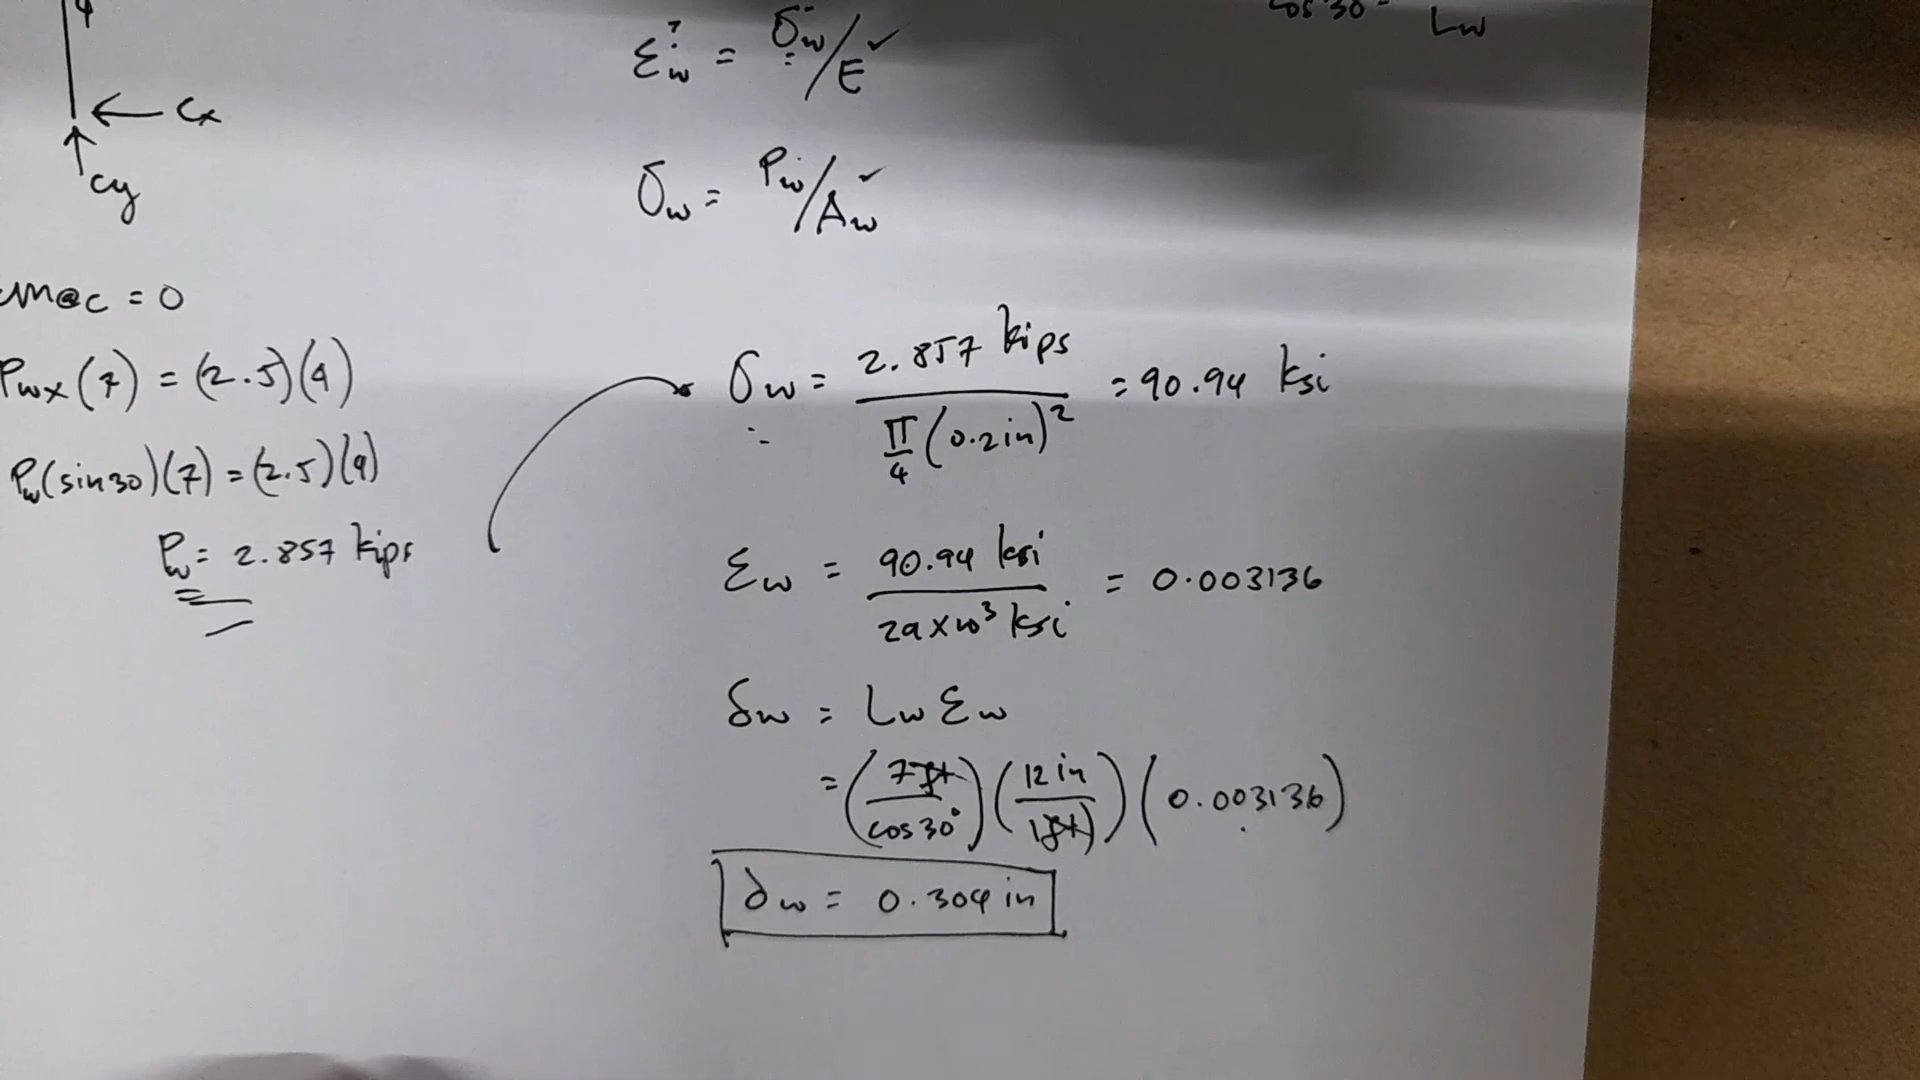 cos 30°
Lw
εw? = σw/E ✓
← Cx
↑
Cy
σw = Pw/Aw ✓
M@C = 0
Pwx (7) = (2.5)(4)
Pw(sin30)(7) = (2.5)(4)
Pw = 2.857 kips
σw = 2.857 kips / π/4 (0.2in)² = 90.94 ksi
εw = 90.94 ksi / 29x10³ ksi = 0.003136
δw = Lw εw
= (7ft / cos30°) (12 in / 1ft) (0.003136)
δw = 0.304 in